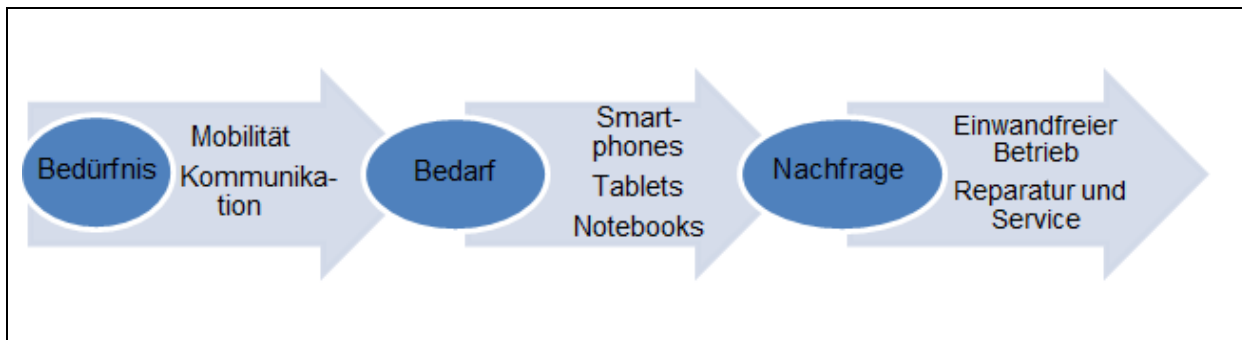 Bedürfnis
Mobilität
Kommunika-
tion
Bedarf
Smart-
phones
Tablets
Notebooks
Nachfrage
Einwandfreier
Betrieb
Reparatur und
Service